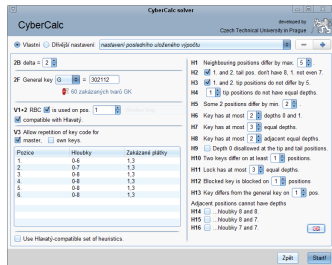 CyberCalc solver
CyberCalc
developed by
Czech Technical University in Prague
Vlastní Dřívější nastavení nastavení posledního uloženého výpočtu
2B delta = 2
2F General key G = 302112
60 zakázaných tvarů GK
V1+2 RBC is used on pos. 1
compatible with Hlavatý
V3 Allow repetition of key code for
master, own keys.
Pozice Hloubky Zakázané plátky
1. 0-6 1,3
2. 0-7 1,3
3. 0-8 1,3
4. 0-8 1,3
5. 0-8 1,3
6. 0-8 1,3
Use Hlavatý-compatible set of heuristics.
H1 Neighbouring positions differ by max. 5
H2 1. and 2. tail pos. don't have 8, 1. not even 7.
H3 1. and 2. tip positions do not differ by 5.
H4 1 tip positions do not have equal depths.
H5 Some 2 positions differ by min. 2
H6 Key has at most 2 depths 0 and 1.
H7 Key has at most 3 equal depths.
H8 Key has at most 2 adjacent equal depths.
H9 Depth 0 disallowed at the tip and tail positions.
H10 Two keys differ on at least 1 positions.
H11 Lock has at most 3 equal depths.
H12 Blocked key is blocked on 1 positions
H13 Key differs from the general key on 1 pos.
Adjacent positions cannot have depths
H14 ...hloubky 8 and 8.
H15 ...hloubky 8 and 7.
H16 ...hloubky 7 and 7.
Zpět
Start!